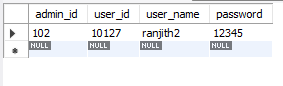 admin_id user_id user_name password
102 10127 ranjith2 12345
NULL NULL NULL NULL